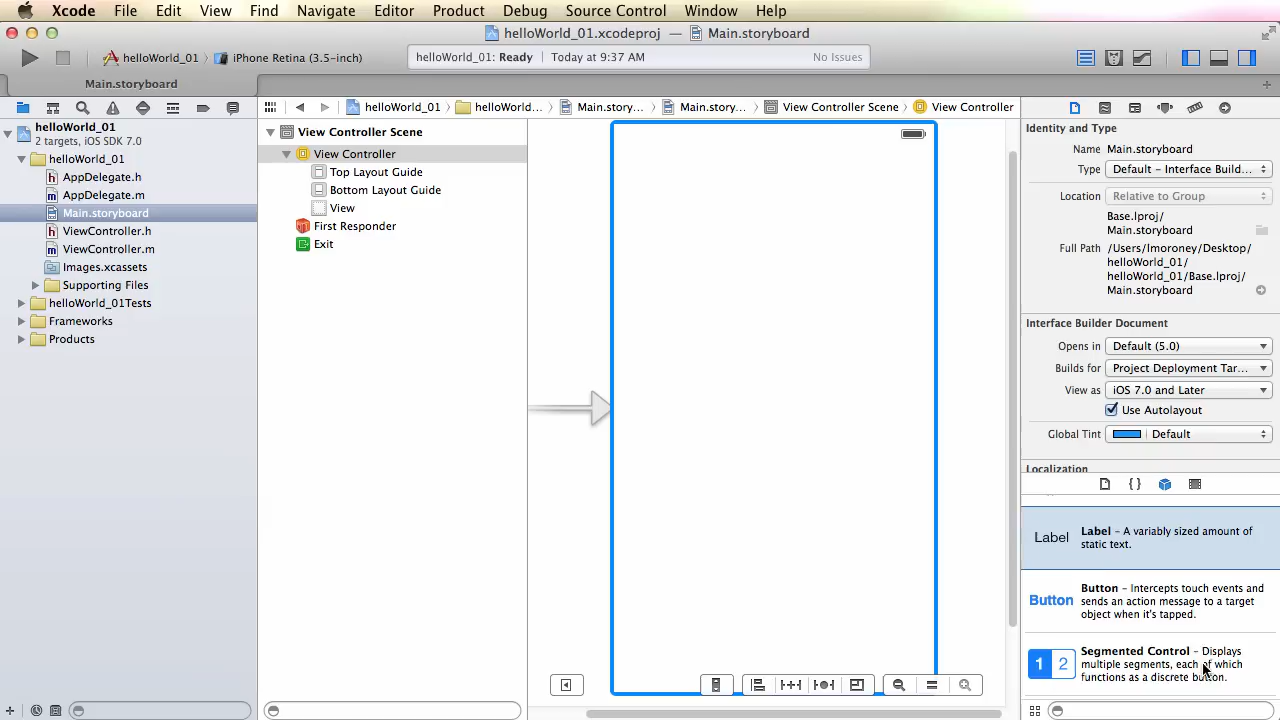 Xcode File Edit View Find Navigate Editor Product Debug Source Control Window Help
helloWorld_01.xcodeproj — Main.storyboard
helloWorld_01 iPhone Retina (3.5-inch)
helloWorld_01: Ready Today at 9:37 AM No Issues
Main.storyboard
helloWorld_01 helloWorld... Main.story... Main.story... View Controller Scene View Controller
helloWorld_01
2 targets, iOS SDK 7.0
helloWorld_01
AppDelegate.h
AppDelegate.m
Main.storyboard
ViewController.h
ViewController.m
Images.xcassets
Supporting Files
helloWorld_01Tests
Frameworks
Products
View Controller Scene
View Controller
Top Layout Guide
Bottom Layout Guide
View
First Responder
Exit
Identity and Type
Name Main.storyboard
Type Default - Interface Build...
Location Relative to Group
Base.lproj/
Main.storyboard
Full Path /Users/lmoroney/Desktop/
helloWorld_01/
helloWorld_01/Base.lproj/
Main.storyboard
Interface Builder Document
Opens in Default (5.0)
Builds for Project Deployment Tar...
View as iOS 7.0 and Later
Use Autolayout
Global Tint Default
Localization
Label Label - A variably sized amount of
static text.
Button Button - Intercepts touch events and
sends an action message to a target
object when it's tapped.
1 2 Segmented Control - Displays
multiple segments, each of which
functions as a discrete button.